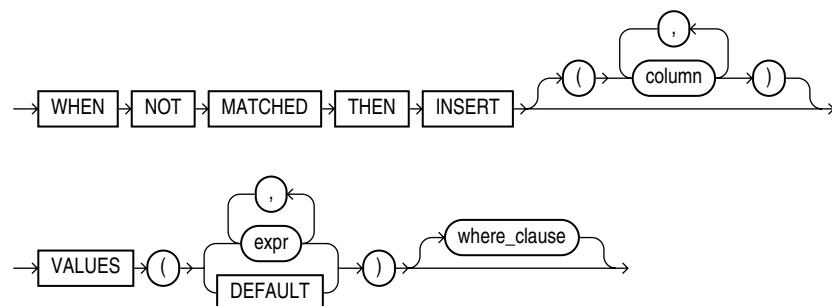 ,
( column )
WHEN NOT MATCHED THEN INSERT
,
expr where_clause
VALUES ( )
DEFAULT